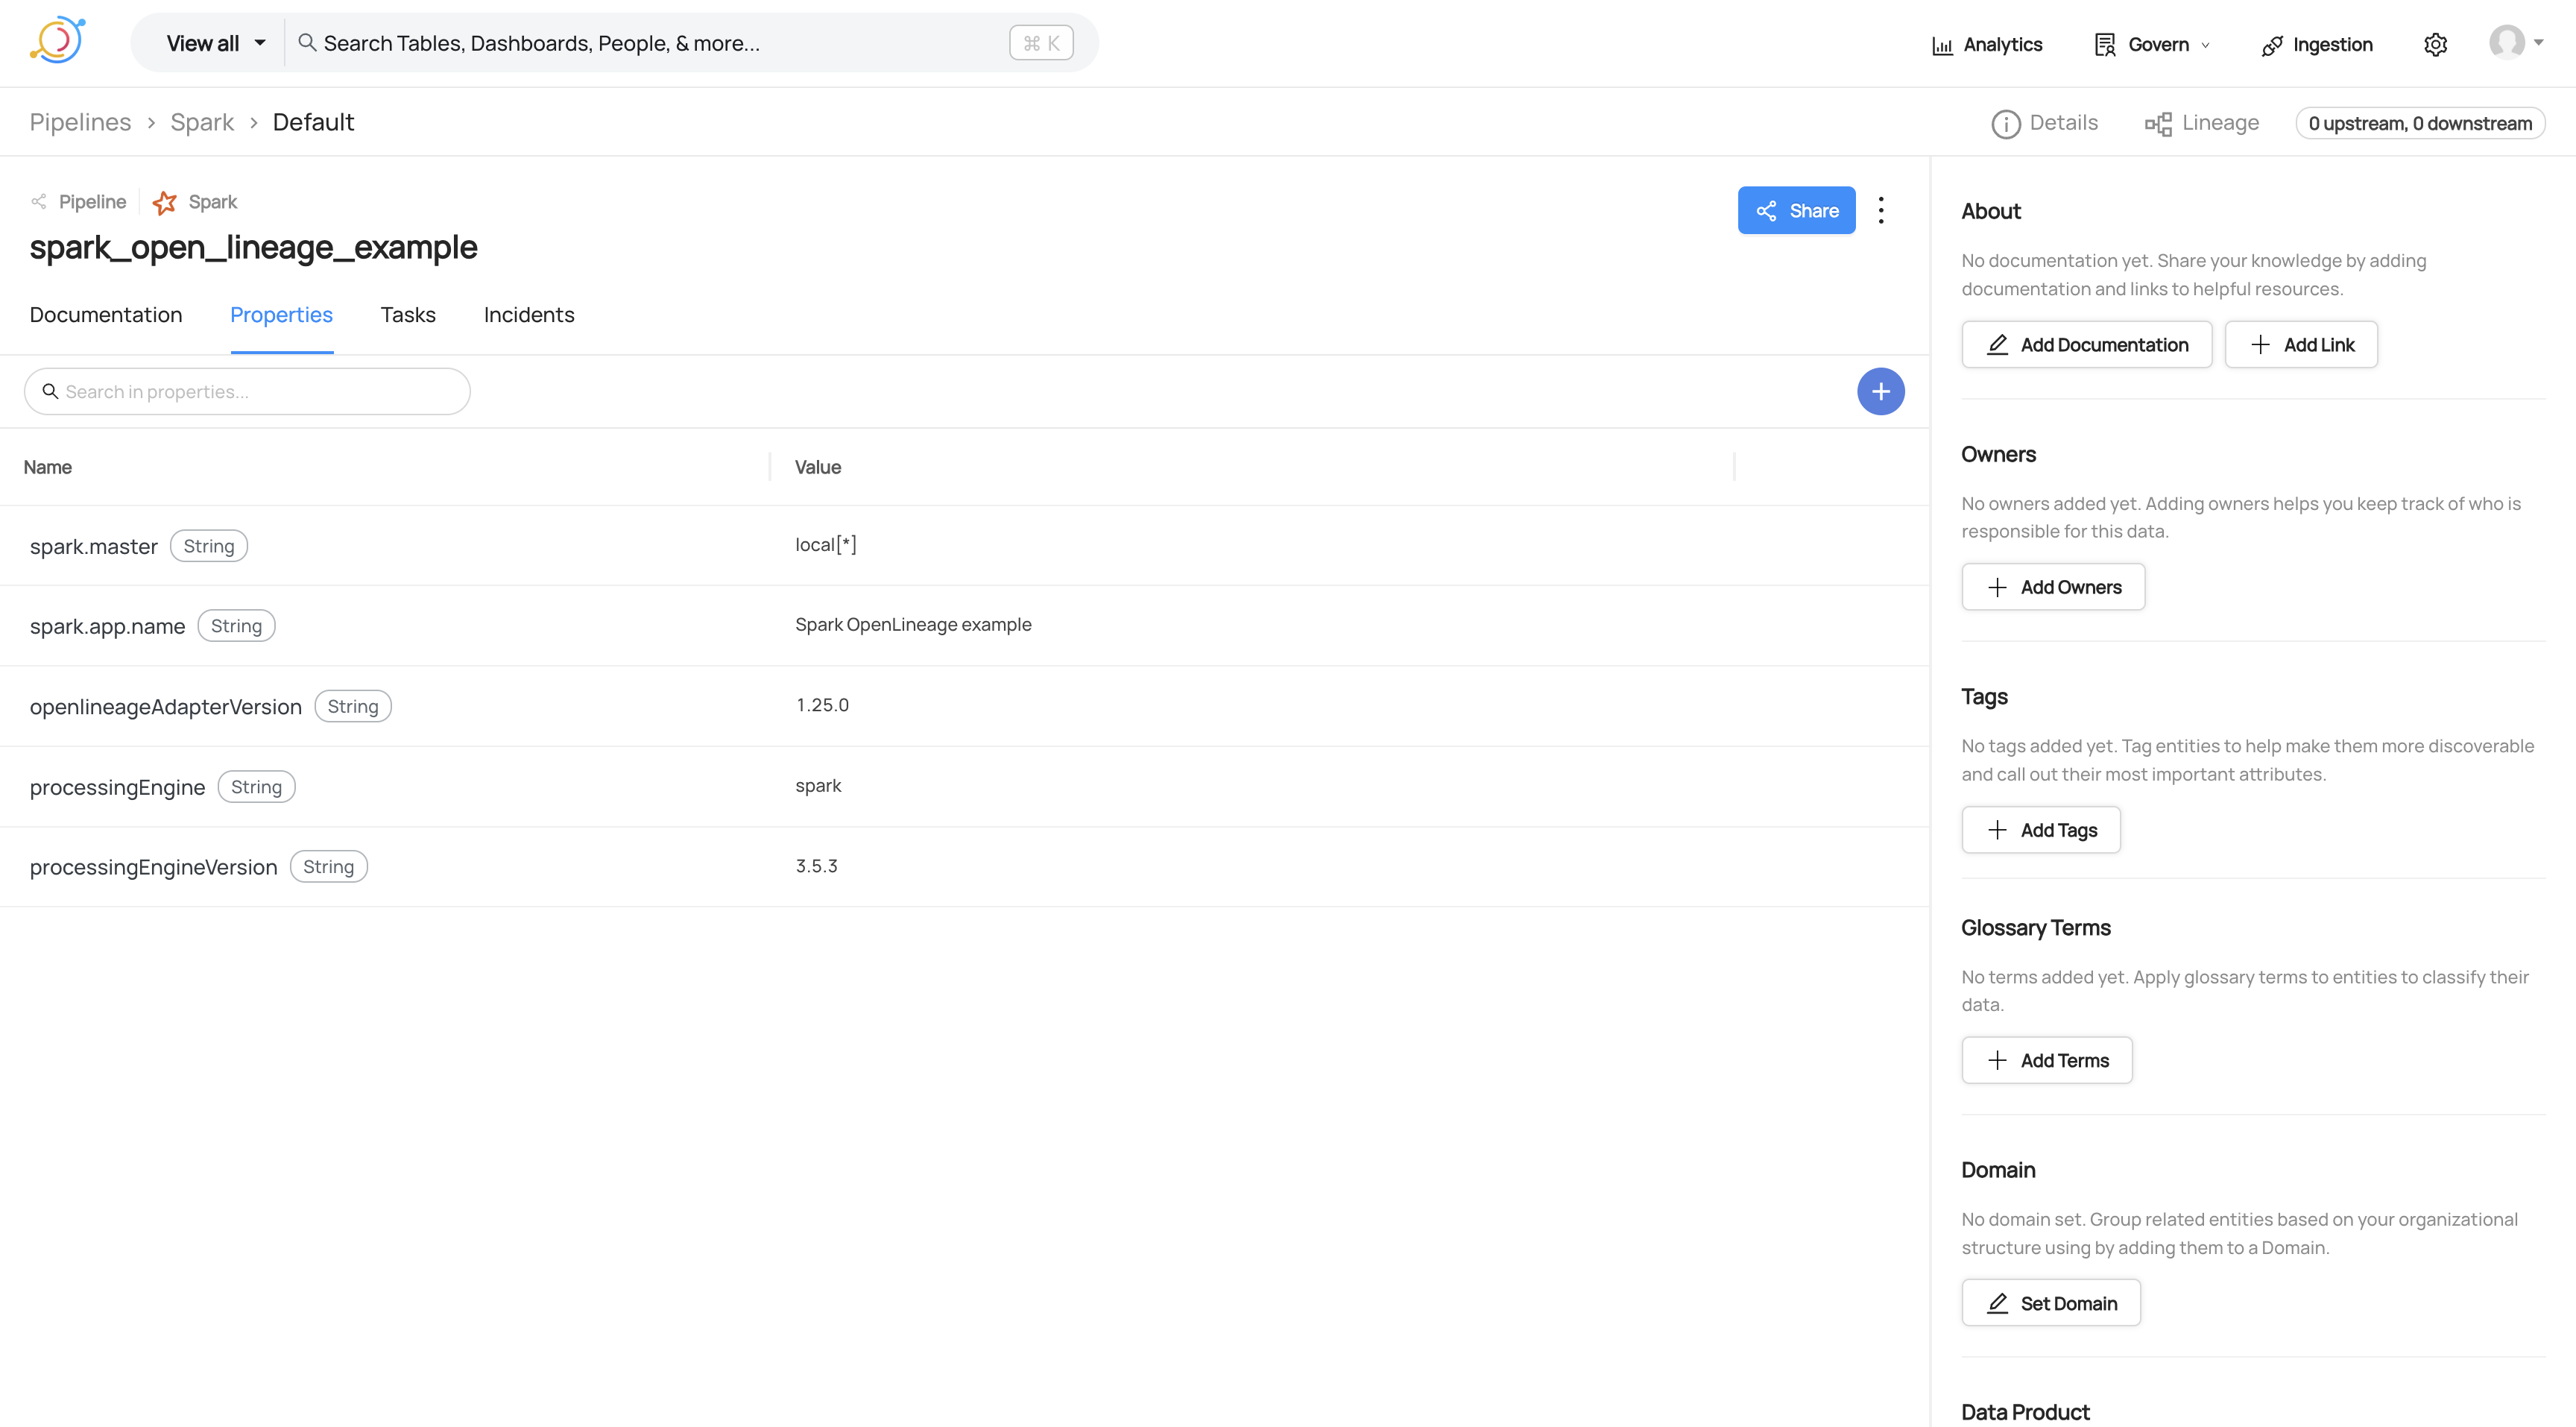 View all
Search Tables, Dashboards, People, & more...
⌘ K
Analytics
Govern
Ingestion
Pipelines > Spark > Default
Details
Lineage
0 upstream, 0 downstream
Pipeline
Spark
spark_open_lineage_example
Share
Documentation
Properties
Tasks
Incidents
Search in properties...
Name
Value
spark.master String
local[*]
spark.app.name String
Spark OpenLineage example
openlineageAdapterVersion String
1.25.0
processingEngine String
spark
processingEngineVersion String
3.5.3
About
No documentation yet. Share your knowledge by adding
documentation and links to helpful resources.
Add Documentation
Add Link
Owners
No owners added yet. Adding owners helps you keep track of who is
responsible for this data.
Add Owners
Tags
No tags added yet. Tag entities to help make them more discoverable
and call out their most important attributes.
Add Tags
Glossary Terms
No terms added yet. Apply glossary terms to entities to classify their
data.
Add Terms
Domain
No domain set. Group related entities based on your organizational
structure using by adding them to a Domain.
Set Domain
Data Product